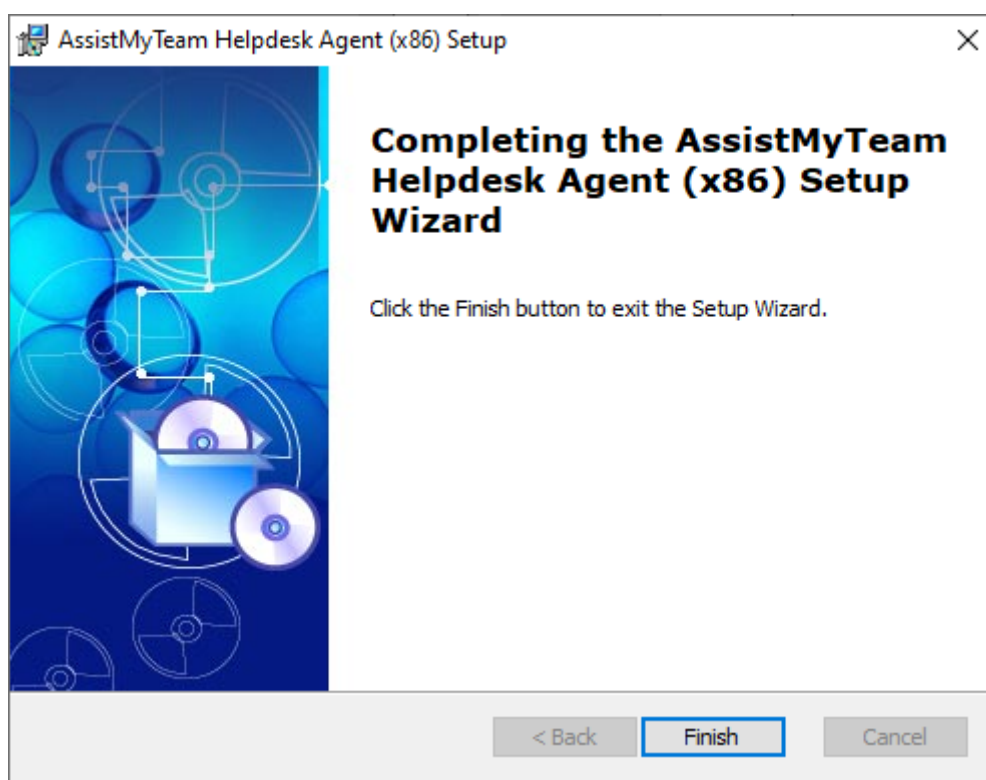 AssistMyTeam Helpdesk Agent (x86) Setup
Completing the AssistMyTeam
Helpdesk Agent (x86) Setup
Wizard
Click the Finish button to exit the Setup Wizard.
< Back
Finish
Cancel